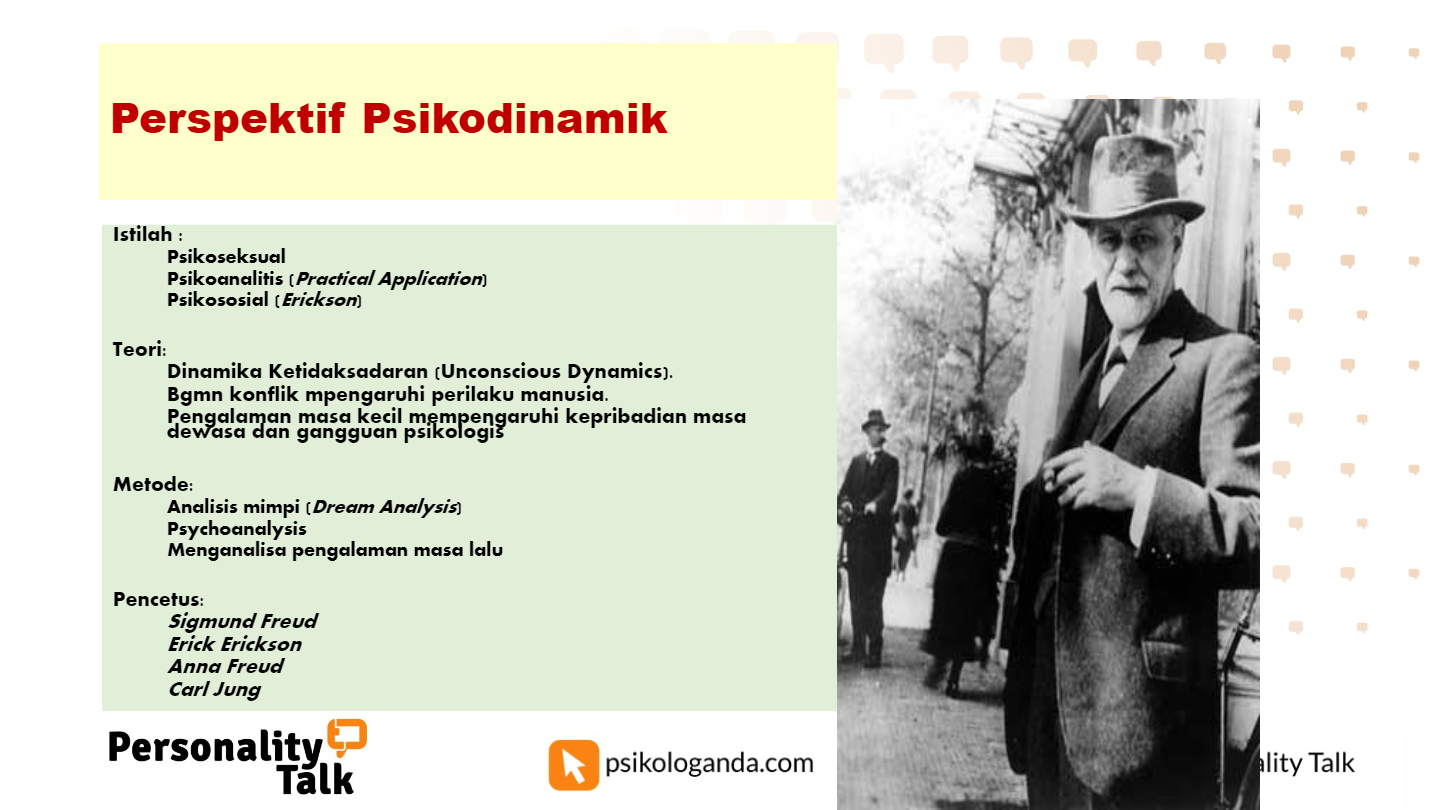 Perspektif Psikodinamik
Istilah :
Psikoseksual
Psikoanalitis (Practical Application)
Psikososial (Erickson)
Teori:
Dinamika Ketidaksadaran (Unconscious Dynamics).
Bgmn konflik mpengaruhi perilaku manusia.
Pengalaman masa kecil mempengaruhi kepribadian masa
dewasa dan gangguan psikologis
Metode:
Analisis mimpi (Dream Analysis)
Psychoanalysis
Menganalisa pengalaman masa lalu
Pencetus:
Sigmund Freud
Erick Erickson
Anna Freud
Carl Jung
Personality
Talk
psikologanda.com
ality Talk